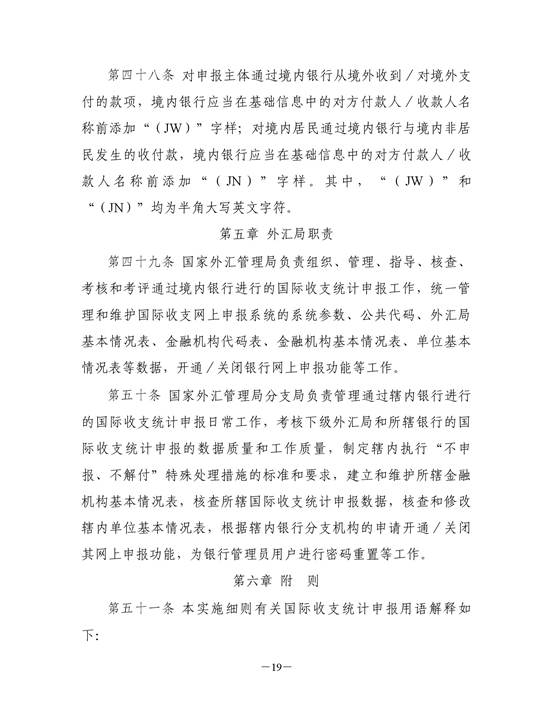 第四十八条 对申报主体通过境内银行从境外收到/对境外支
付的款项，境内银行应当在基础信息中的对方付款人/收款人名
称前添加“（JW）”字样；对境内居民通过境内银行与境内非居
民发生的收付款，境内银行应当在基础信息中的对方付款人/收
款人名称前添加“（JN）”字样。其中，“（JW）”和
“（JN）”均为半角大写英文字符。
第五章 外汇局职责
第四十九条 国家外汇管理局负责组织、管理、指导、核查、
考核和考评通过境内银行进行的国际收支统计申报工作，统一管
理和维护国际收支网上申报系统的系统参数、公共代码、外汇局
基本情况表、金融机构代码表、金融机构基本情况表、单位基本
情况表等数据，开通/关闭银行网上申报功能等工作。
第五十条 国家外汇管理局分支局负责管理通过辖内银行进行
的国际收支统计申报日常工作，考核下级外汇局和所辖银行的国
际收支统计申报的数据质量和工作质量，制定辖内执行“不申
报、不解付”特殊处理措施的标准和要求，建立和维护所辖金融
机构基本情况表，核查所辖国际收支统计申报数据，核查和修改
辖内单位基本情况表，根据辖内银行分支机构的申请开通/关闭
其网上申报功能，为银行管理员用户进行密码重置等工作。
第六章 附 则
第五十一条 本实施细则有关国际收支统计申报用语解释如
下：
—19—